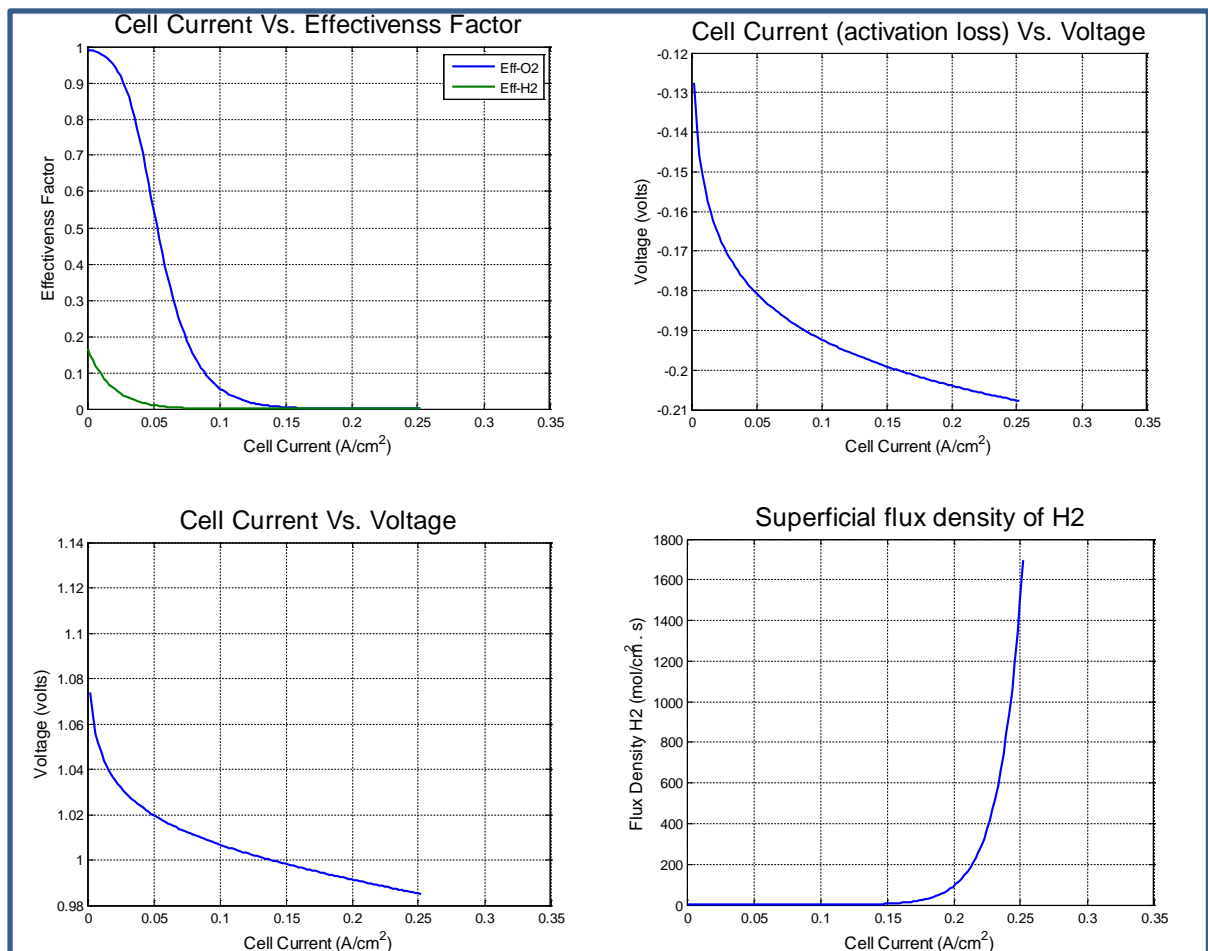 Cell Current Vs. Effectivenss Factor
1
0.9
0.8
0.7
0.6
0.5
0.4
0.3
0.2
0.1
0
Effectivenss Factor
Eff-O2
Eff-H2
0 0.05 0.1 0.15 0.2 0.25 0.3 0.35
Cell Current (A/cm²)
Cell Current (activation loss) Vs. Voltage
-0.12
-0.13
-0.14
-0.15
-0.16
-0.17
-0.18
-0.19
-0.2
-0.21
Voltage (volts)
0 0.05 0.1 0.15 0.2 0.25 0.3 0.35
Cell Current (A/cm²)
Cell Current Vs. Voltage
1.14
1.12
1.1
1.08
1.06
1.04
1.02
1
0.98
Voltage (volts)
0 0.05 0.1 0.15 0.2 0.25 0.3 0.35
Cell Current (A/cm²)
Superficial flux density of H2
1800
1600
1400
1200
1000
800
600
400
200
0
Flux Density H2 (mol/cm² . s)
0 0.05 0.1 0.15 0.2 0.25 0.3 0.35
Cell Current (A/cm²)